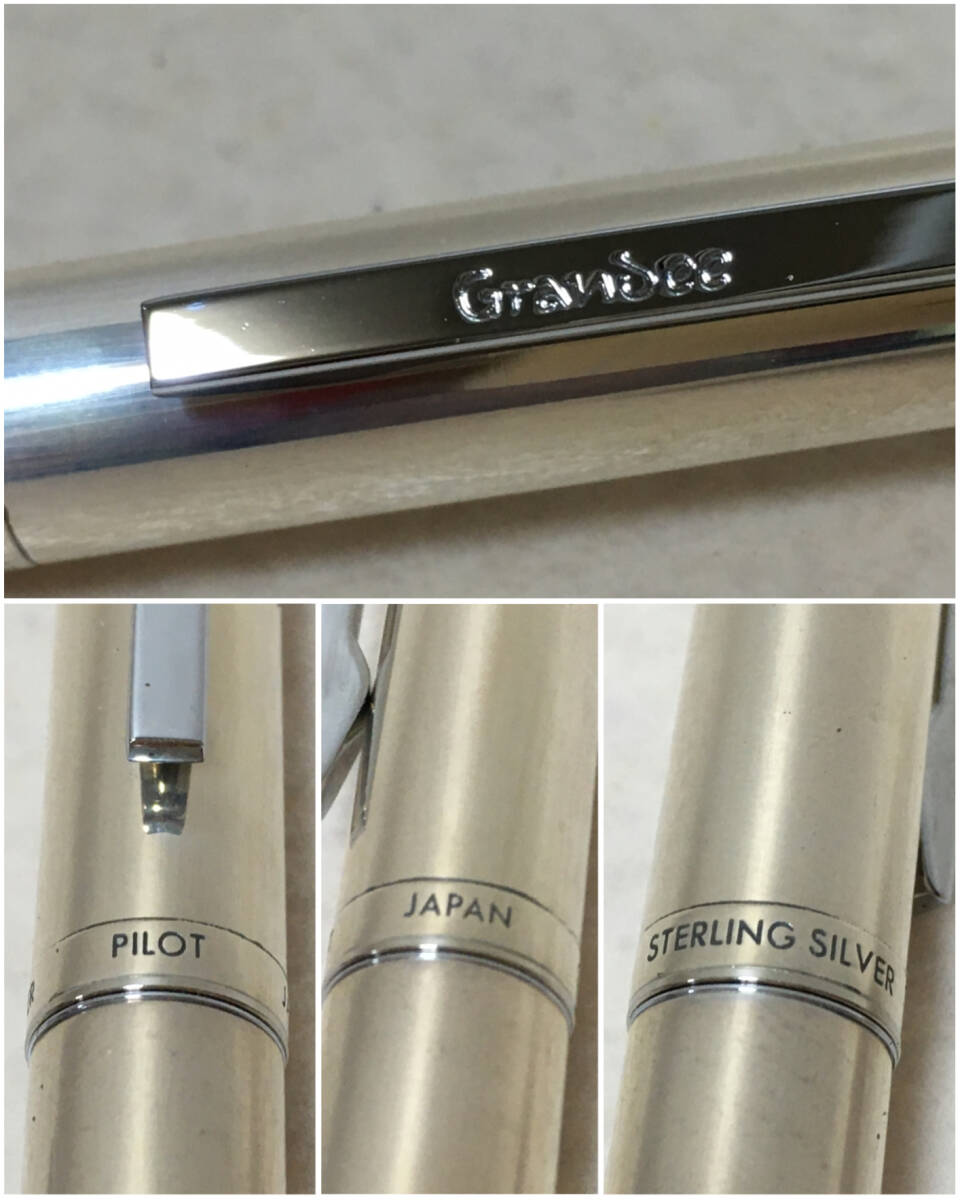 Grandee
PILOT
JAPAN
STERLING SILVER